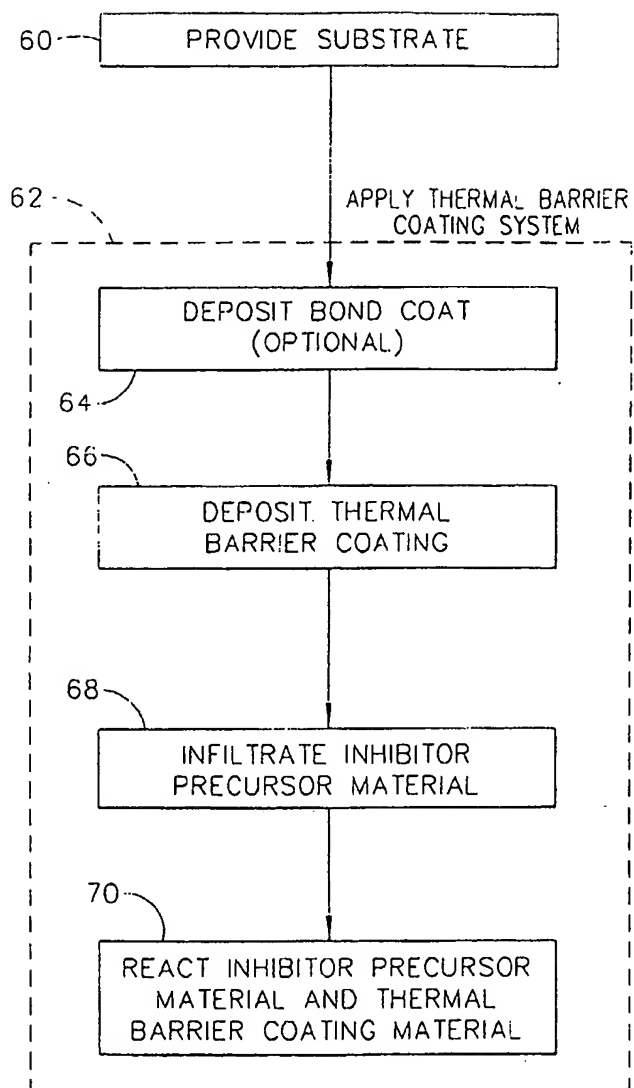 60
PROVIDE SUBSTRATE
62
APPLY THERMAL BARRIER
COATING SYSTEM
DEPOSIT BOND COAT
(OPTIONAL)
64
66
DEPOSIT THERMAL
BARRIER COATING
68
INFILTRATE INHIBITOR
PRECURSOR MATERIAL
70
REACT INHIBITOR PRECURSOR
MATERIAL AND THERMAL
BARRIER COATING MATERIAL